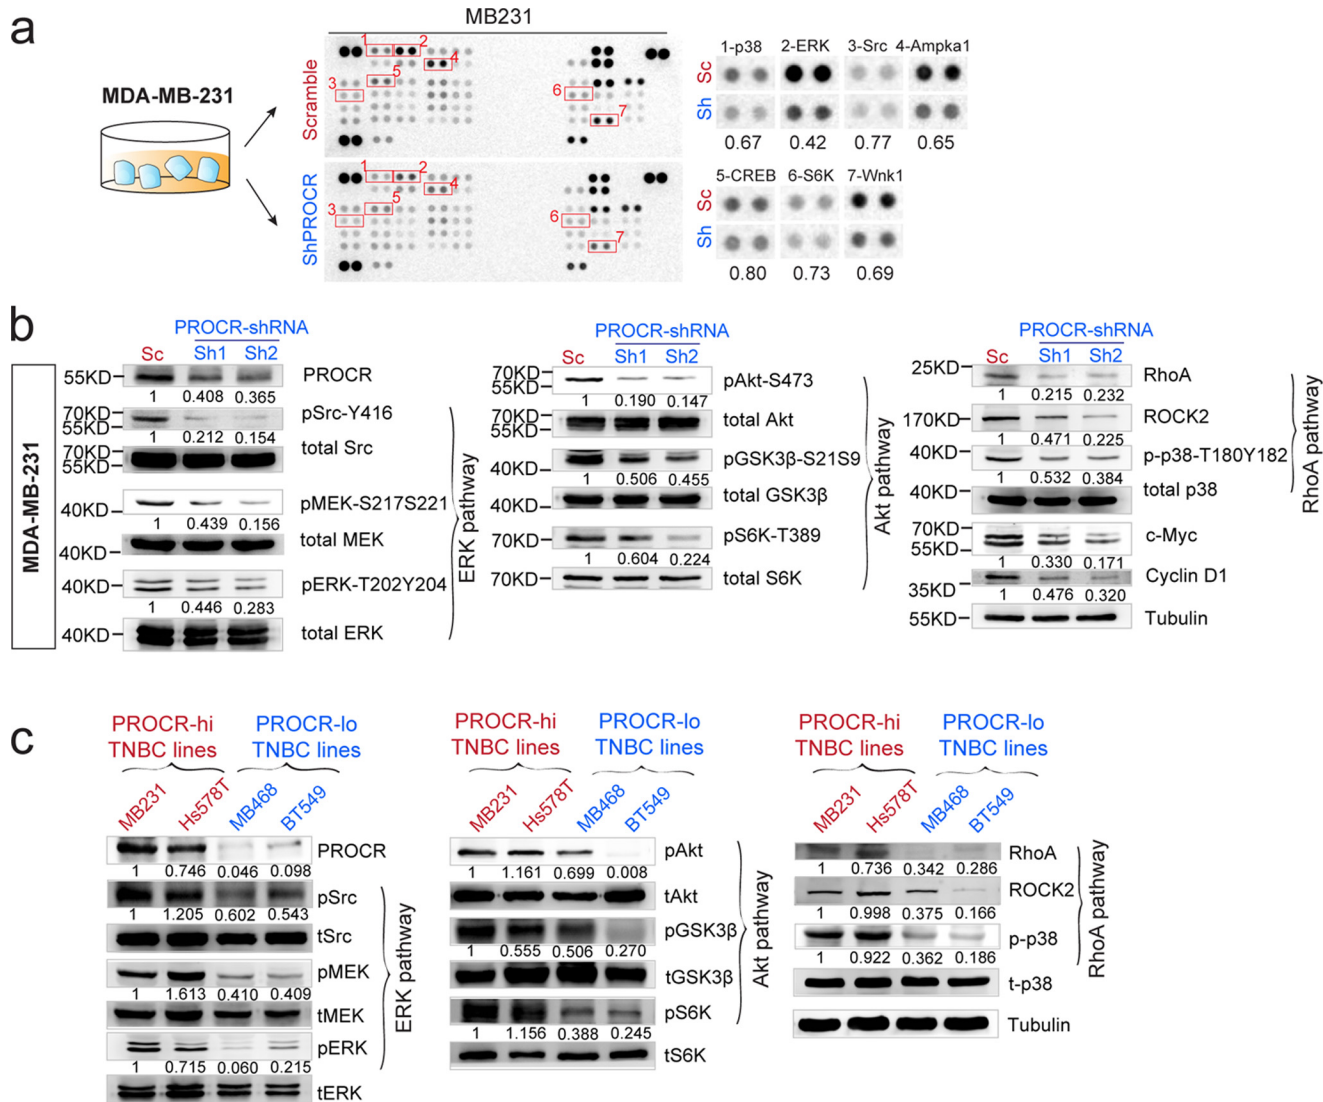 a
MB231
MDA-MB-231
Scramble
1
2
3
4
5
6
7
ShPROCR
1
2
3
4
5
6
7
1-p38 2-ERK 3-Src 4-Ampka1
Sc
Sh
0.67 0.42 0.77 0.65
5-CREB 6-S6K 7-Wnk1
Sc
Sh
0.80 0.73 0.69
b
MDA-MB-231
PROCR-shRNA
Sc Sh1 Sh2
55KD PROCR
1 0.408 0.365
70KD pSrc-Y416
60KD
1 0.212 0.154
70KD total Src
55KD
40KD pMEK-S217S221
1 0.439 0.156
40KD total MEK
40KD pERK-T202Y204
1 0.446 0.283
40KD total ERK
ERK pathway
PROCR-shRNA
Sc Sh1 Sh2
70KD pAkt-S473
55KD
1 0.190 0.147
70KD total Akt
55KD
40KD pGSK3β-S21S9
1 0.506 0.455
40KD total GSK3β
70KD pS6K-T389
1 0.604 0.224
70KD total S6K
Akt pathway
PROCR-shRNA
Sc Sh1 Sh2
25KD RhoA
1 0.215 0.232
170KD ROCK2
1 0.471 0.225
40KD p-p38-T180Y182
1 0.532 0.384
40KD total p38
70KD c-Myc
55KD
1 0.330 0.171
Cyclin D1
35KD
1 0.476 0.320
55KD Tubulin
RhoA pathway
c
PROCR-hi TNBC lines
PROCR-lo TNBC lines
MB231 Hs578T MB468 BT549
PROCR
1 0.746 0.046 0.098
pSrc
1 1.205 0.602 0.543
tSrc
pMEK
1 1.613 0.410 0.409
tMEK
pERK
1 0.715 0.060 0.215
tERK
ERK pathway
PROCR-hi TNBC lines
PROCR-lo TNBC lines
MB231 Hs578T MB468 BT549
pAkt
1 1.161 0.699 0.008
tAkt
pGSK3β
1 0.555 0.506 0.270
tGSK3β
pS6K
1 1.156 0.388 0.245
tS6K
Akt pathway
PROCR-hi TNBC lines
PROCR-lo TNBC lines
MB231 Hs578T MB468 BT549
RhoA
1 0.736 0.342 0.286
ROCK2
1 0.998 0.375 0.166
p-p38
1 0.922 0.362 0.186
t-p38
Tubulin
RhoA pathway